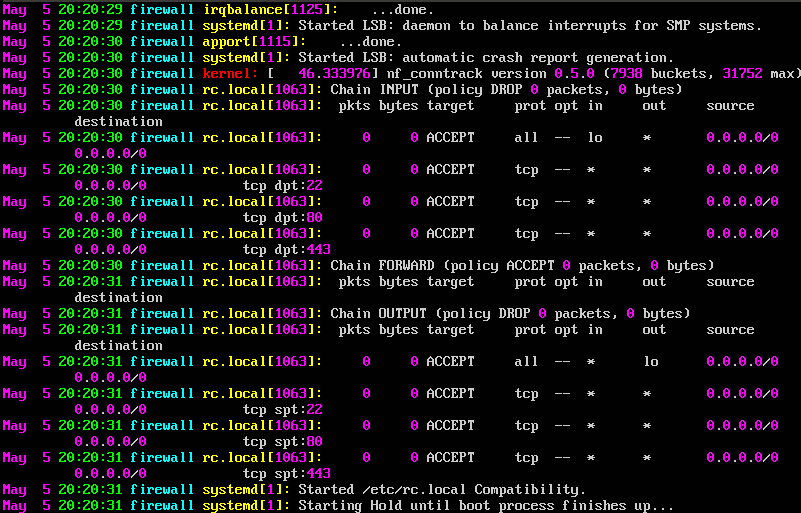 May  5 20:20:29 firewall irqbalance[1125]:    ...done.
May  5 20:20:29 firewall systemd[1]: Started LSB: daemon to balance interrupts for SMP systems.
May  5 20:20:30 firewall apport[1115]:    ...done.
May  5 20:20:30 firewall systemd[1]: Started LSB: automatic crash report generation.
May  5 20:20:30 firewall kernel: [   46.333976] nf_conntrack version 0.5.0 (7938 buckets, 31752 max)
May  5 20:20:30 firewall rc.local[1063]: Chain INPUT (policy DROP 0 packets, 0 bytes)
May  5 20:20:30 firewall rc.local[1063]:  pkts bytes target     prot opt in     out     source
         destination
May  5 20:20:30 firewall rc.local[1063]:     0     0 ACCEPT     all  --  lo     *       0.0.0.0/0
         0.0.0.0/0
May  5 20:20:30 firewall rc.local[1063]:     0     0 ACCEPT     tcp  --  *      *       0.0.0.0/0
         0.0.0.0/0            tcp dpt:22
May  5 20:20:30 firewall rc.local[1063]:     0     0 ACCEPT     tcp  --  *      *       0.0.0.0/0
         0.0.0.0/0            tcp dpt:80
May  5 20:20:30 firewall rc.local[1063]:     0     0 ACCEPT     tcp  --  *      *       0.0.0.0/0
         0.0.0.0/0            tcp dpt:443
May  5 20:20:30 firewall rc.local[1063]: Chain FORWARD (policy ACCEPT 0 packets, 0 bytes)
May  5 20:20:31 firewall rc.local[1063]:  pkts bytes target     prot opt in     out     source
         destination
May  5 20:20:31 firewall rc.local[1063]: Chain OUTPUT (policy DROP 0 packets, 0 bytes)
May  5 20:20:31 firewall rc.local[1063]:  pkts bytes target     prot opt in     out     source
         destination
May  5 20:20:31 firewall rc.local[1063]:     0     0 ACCEPT     all  --  *      lo      0.0.0.0/0
         0.0.0.0/0
May  5 20:20:31 firewall rc.local[1063]:     0     0 ACCEPT     tcp  --  *      *       0.0.0.0/0
         0.0.0.0/0            tcp spt:22
May  5 20:20:31 firewall rc.local[1063]:     0     0 ACCEPT     tcp  --  *      *       0.0.0.0/0
         0.0.0.0/0            tcp spt:80
May  5 20:20:31 firewall rc.local[1063]:     0     0 ACCEPT     tcp  --  *      *       0.0.0.0/0
         0.0.0.0/0            tcp spt:443
May  5 20:20:31 firewall systemd[1]: Started /etc/rc.local Compatibility.
May  5 20:20:31 firewall systemd[1]: Starting Hold until boot process finishes up...